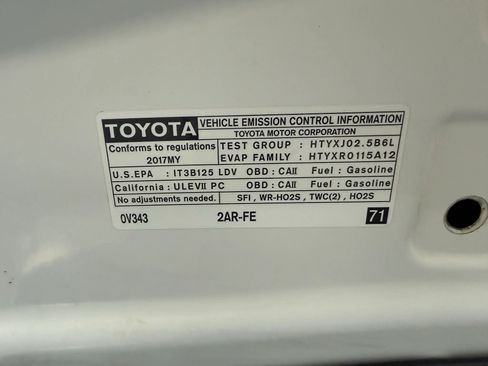 TOYOTA VEHICLE EMISSION CONTROL INFORMATION
TOYOTA MOTOR CORPORATION
Conforms to regulations TEST GROUP : HTYXJ02.5B6L
2017MY EVAP FAMILY : HTYXR0115A12
U.S.EPA : IT3B125 LDV OBD : CAII Fuel : Gasoline
California : ULEVII PC OBD : CAII Fuel : Gasoline
No adjustments needed. SFI , WR-HO2S , TWC(2) , HO2S
0V343 2AR-FE 71